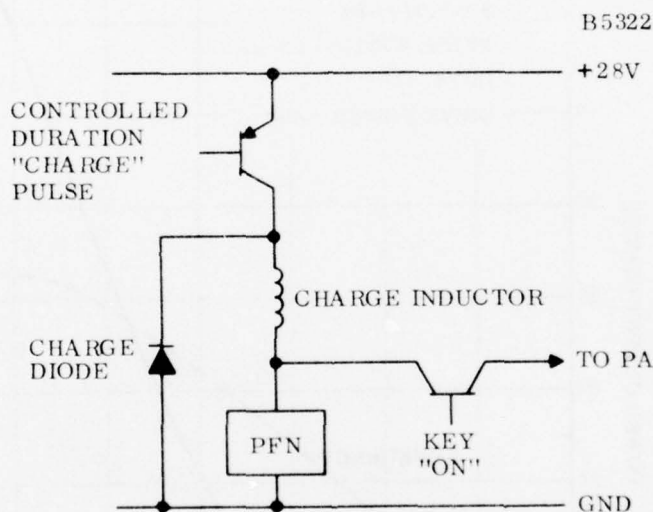 B5322
+28V
CONTROLLED
DURATION
"CHARGE"
PULSE
CHARGE INDUCTOR
CHARGE
DIODE
TO PA
PFN
KEY
"ON"
GND